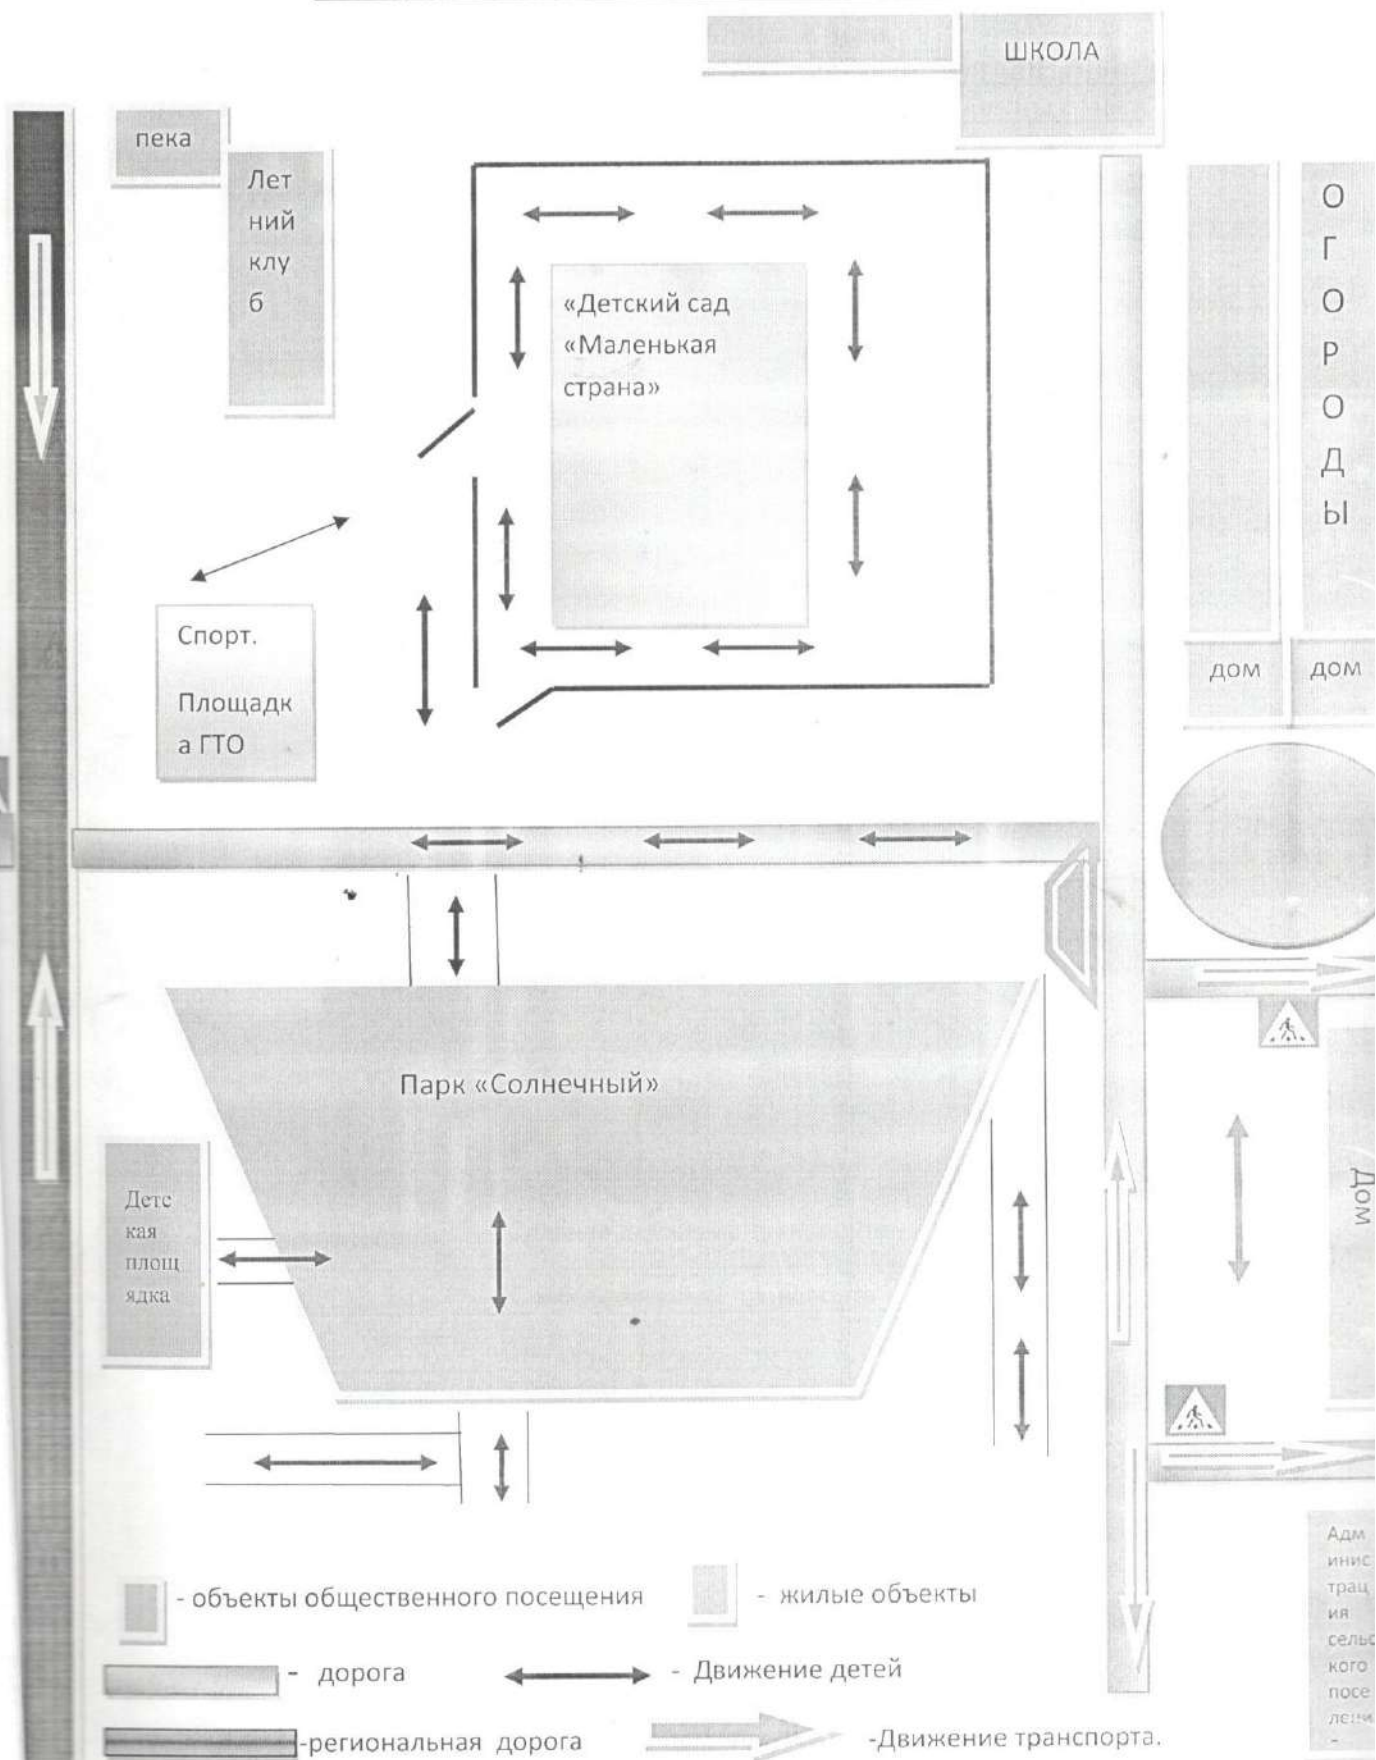 ШКОЛА
пека
Лет
ний
клу
б
«Детский сад
«Маленькая
страна»
О
Г
О
Р
О
Д
Ы
Спорт.
Площадк
а ГТО
дом
дом
Парк «Солнечный»
Детс
кая
площ
ядка
Дом
Адм
инис
трац
ия
сельс
кого
посе
лени
-
- объекты общественного посещения
- жилые объекты
- дорога
- Движение детей
-региональная дорога
-Движение транспорта.